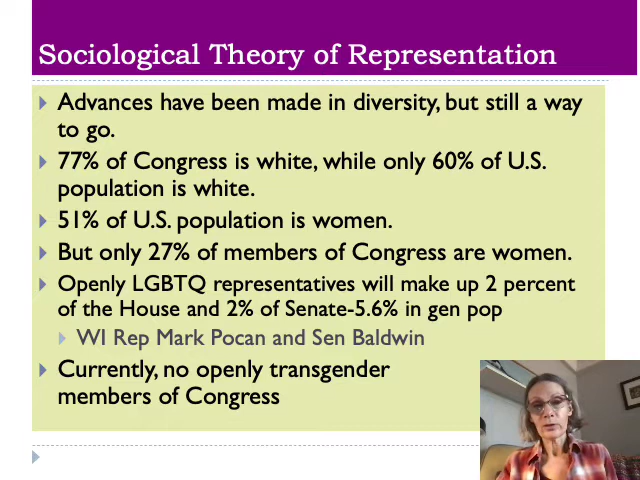 Sociological Theory of Representation
Advances have been made in diversity, but still a way
to go.
77% of Congress is white, while only 60% of U.S.
population is white.
51% of U.S. population is women.
But only 27% of members of Congress are women.
Openly LGBTQ representatives will make up 2 percent
of the House and 2% of Senate-5.6% in gen pop
WI Rep Mark Pocan and Sen Baldwin
Currently, no openly transgender
members of Congress